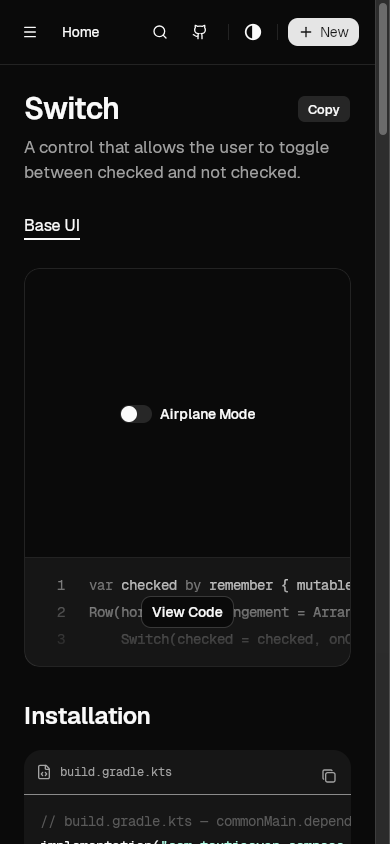 Home
New
Switch
Copy
A control that allows the user to toggle
between checked and not checked.
Base UI
Airplane Mode
1 var checked by remember { mutable
2 Row(hor ngement = Arran
View Code
3 Switch(checked = checked, onC
Installation
build.gradle.kts
// build.gradle.kts — commonMain.depend